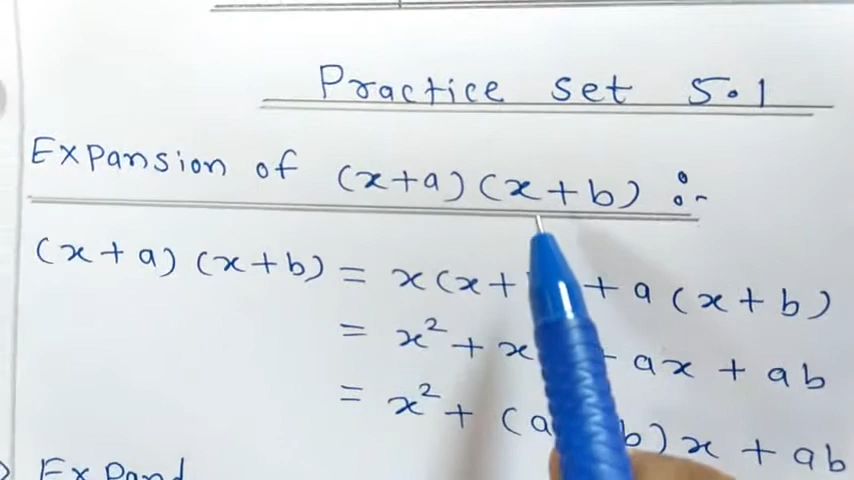 Practice set 5.1
Expansion of (x+a)(x+b) :-
(x+a)(x+b) = x(x+ + a(x+b)
= x² + x + ax + ab
= x² + (a b)x + ab
Expand